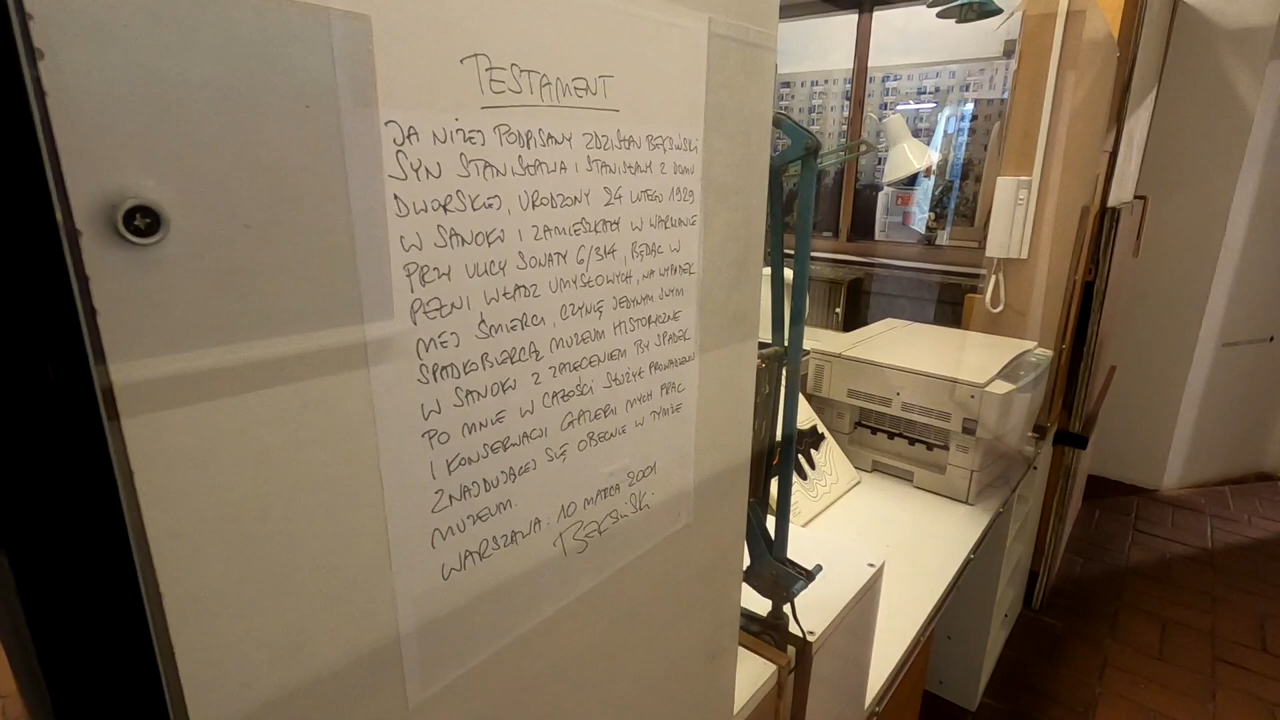 TESTAMENT
JA NIŻEJ PODPISANY ZDZISŁAW BEKSIŃSKI
SYN STANISŁAWA I STANISŁAWY Z DOMU
DWORSKIEJ, URODZONY 24 LUTEGO 1929
W SANOKU I ZAMIESZKAŁY W WARSZAWIE
PRZY ULICY SONATY 6/314, BĘDĄC W
PEŁNI WŁADZ UMYSŁOWYCH, NA WYPADEK
MEJ ŚMIERCI, CZYNIĘ JEDYNYM SWYM
SPADKOBIERCĄ MUZEUM HISTORYCZNE
W SANOKU Z ZALECENIEM BY SPADEK
PO MNIE W CAŁOŚCI SŁUŻYŁ PROWADZENIU
I KONSERWACJI GALERII MYCH PRAC
ZNAJDUJĄCEJ SIĘ OBECNIE W TYMŻE
MUZEUM.
WARSZAWA. 10 MARCA 2001
BEKSIŃSKI.